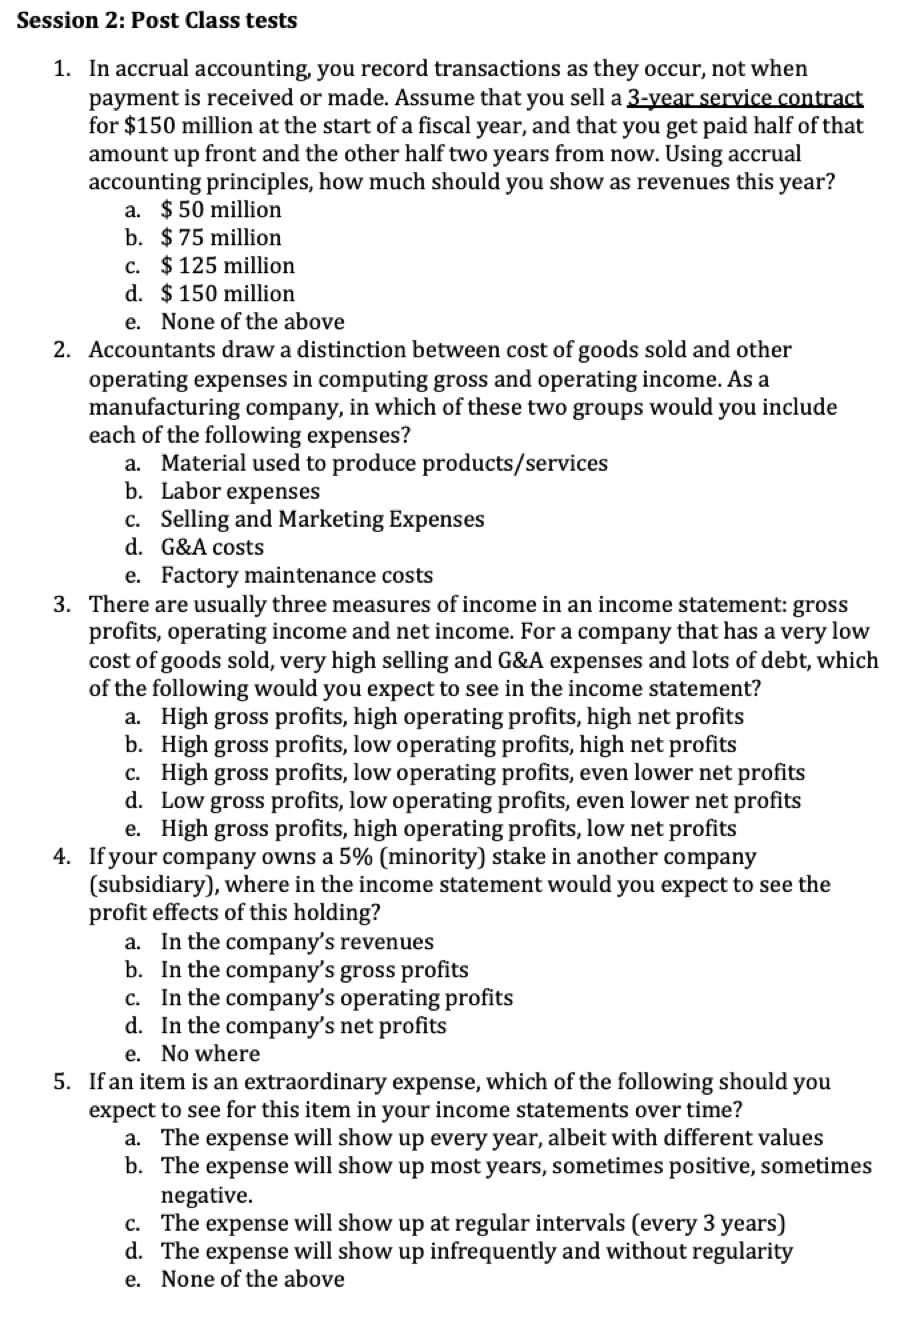 Session 2: Post Class tests
1. In accrual accounting, you record transactions as they occur, not when
payment is received or made. Assume that you sell a 3-year service contract
for $150 million at the start of a fiscal year, and that you get paid half of that
amount up front and the other half two years from now. Using accrual
accounting principles, how much should you show as revenues this year?
a. $ 50 million
b. $ 75 million
c. $ 125 million
d. $ 150 million
e. None of the above
2. Accountants draw a distinction between cost of goods sold and other
operating expenses in computing gross and operating income. As a
manufacturing company, in which of these two groups would you include
each of the following expenses?
a. Material used to produce products/services
b. Labor expenses
c. Selling and Marketing Expenses
d. G&A costs
e. Factory maintenance costs
3. There are usually three measures of income in an income statement: gross
profits, operating income and net income. For a company that has a very low
cost of goods sold, very high selling and G&A expenses and lots of debt, which
of the following would you expect to see in the income statement?
a. High gross profits, high operating profits, high net profits
b. High gross profits, low operating profits, high net profits
c. High gross profits, low operating profits, even lower net profits
d. Low gross profits, low operating profits, even lower net profits
e. High gross profits, high operating profits, low net profits
4. If your company owns a 5% (minority) stake in another company
(subsidiary), where in the income statement would you expect to see the
profit effects of this holding?
a. In the company's revenues
b. In the company's gross profits
c. In the company's operating profits
d. In the company's net profits
e. No where
5. If an item is an extraordinary expense, which of the following should you
expect to see for this item in your income statements over time?
a. The expense will show up every year, albeit with different values
b. The expense will show up most years, sometimes positive, sometimes
negative.
c. The expense will show up at regular intervals (every 3 years)
d. The expense will show up infrequently and without regularity
e. None of the above